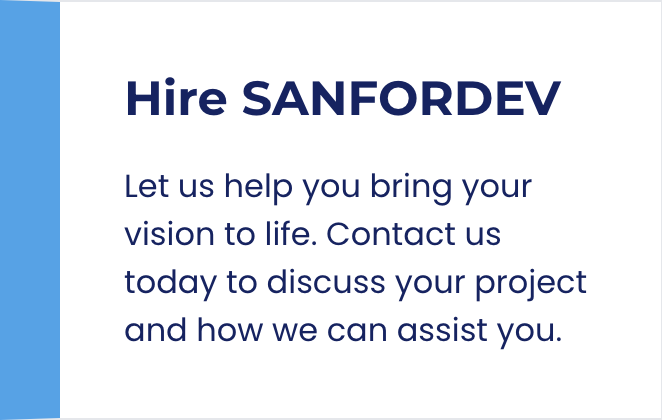 Hire SANFORDEV
Let us help you bring your
vision to life. Contact us
today to discuss your project
and how we can assist you.